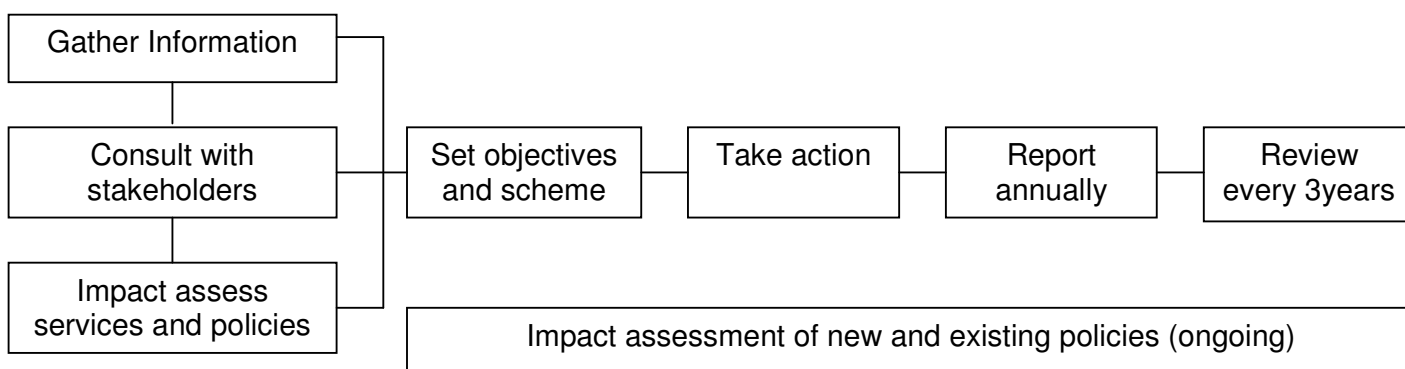 Gather Information
Consult with
stakeholders
Impact assess
services and policies
Set objectives
and scheme
Take action
Report
annually
Review
every 3years
Impact assessment of new and existing policies (ongoing)